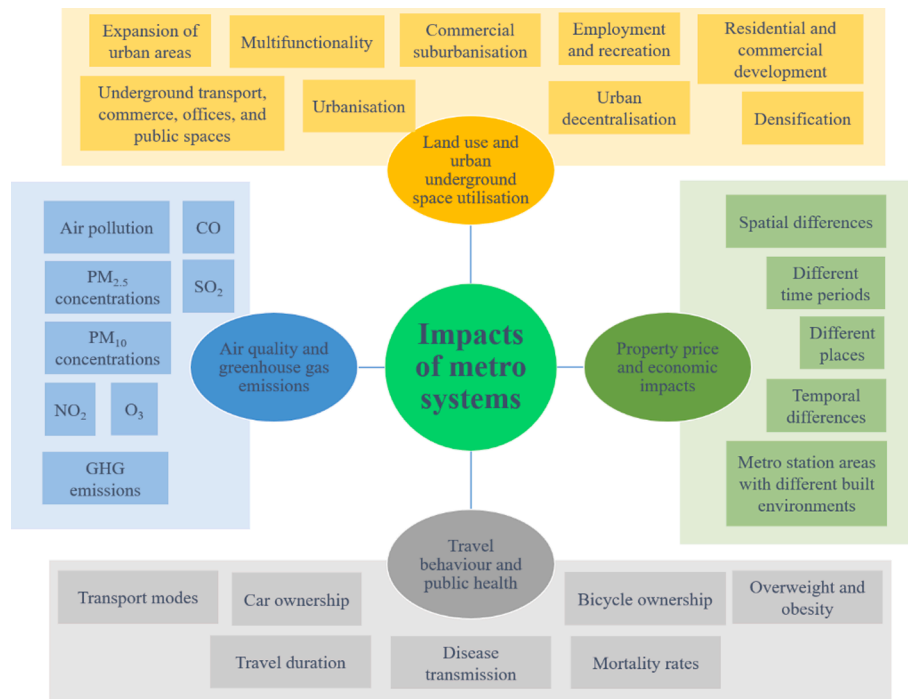 Expansion of
urban areas
Multifunctionality
Commercial
suburbanisation
Employment
and recreation
Residential and
commercial
development
Underground transport,
commerce, offices, and
public spaces
Urbanisation
Urban
decentralisation
Densification
Land use and
urban
underground
space utilisation
Air pollution
CO
PM2.5
concentrations
SO2
PM10
concentrations
NO2
O3
GHG
emissions
Air quality and
greenhouse gas
emissions
Impacts
of metro
systems
Property price
and economic
impacts
Spatial differences
Different
time periods
Different
places
Temporal
differences
Metro station areas
with different built
environments
Travel
behaviour and
public health
Transport modes
Car ownership
Bicycle ownership
Overweight and
obesity
Travel duration
Disease
transmission
Mortality rates